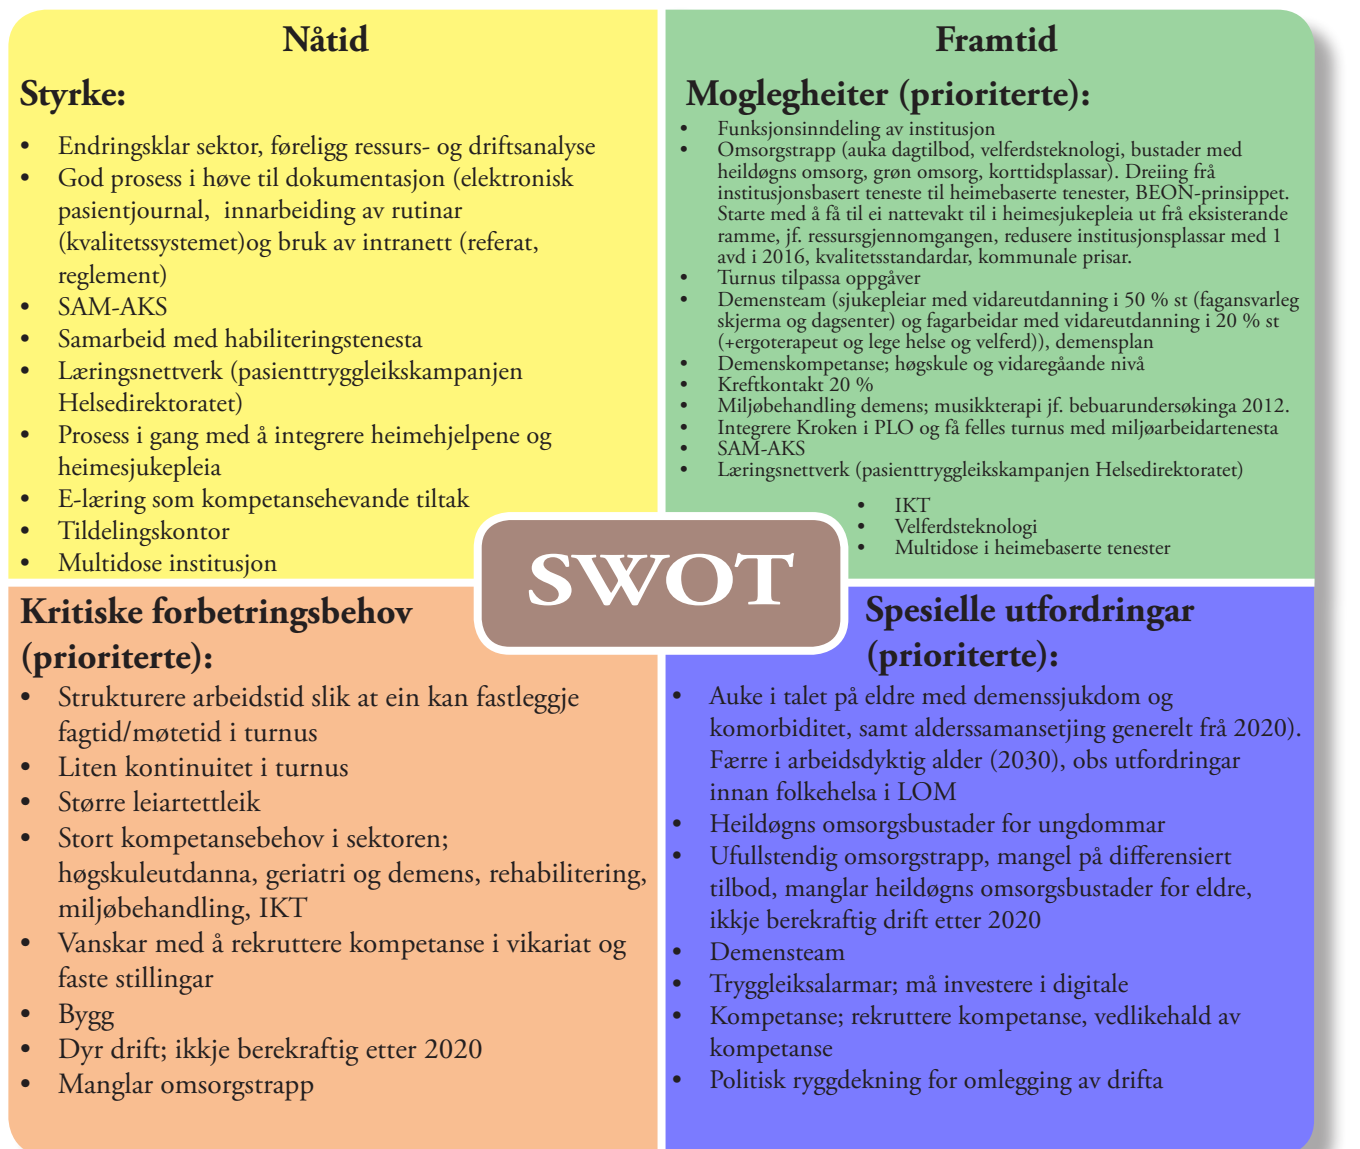 Nåtid
Styrke:
• Endringsklar sektor, føreligg ressurs- og driftsanalyse
• God prosess i høve til dokumentasjon (elektronisk
pasientjournal, innarbeiding av rutinar
(kvalitetssystemet)og bruk av intranett (referat,
reglement)
• SAM-AKS
• Samarbeid med habiliteringstenesta
• Læringsnettverk (pasienttryggleikskampanjen
Helsedirektoratet)
• Prosess i gang med å integrere heimehjelpene og
heimesjukepleia
• E-læring som kompetansehevande tiltak
• Tildelingskontor
• Multidose institusjon
Framtid
Moglegheiter (prioriterte):
• Funksjonsinndeling av institusjon
• Omsorgstrapp (auka dagtilbod, velferdsteknologi, bustader med
heildøgns omsorg, grøn omsorg, korttidsplassar). Dreiing frå
institusjonsbasert teneste til heimebaserte tenester, BEON-prinsippet.
Starte med å få til ei nattevakt til i heimesjukepleia ut frå eksisterande
ramme, jf. ressursgjennomgangen, redusere institusjonsplassar med 1
avd i 2016, kvalitetsstandardar, kommunale prisar.
• Turnus tilpassa oppgåver
• Demensteam (sjukepleiar med vidareutdanning i 50 % st (fagansvarleg
skjerma og dagsenter) og fagarbeidar med vidareutdanning i 20 % st
(+ergoterapeut og lege helse og velferd)), demensplan
• Demenskompetanse; høgskule og vidaregåande nivå
• Kreftkontakt 20 %
• Miljøbehandling demens; musikkterapi jf. bebuarundersøkinga 2012.
• Integrere Kroken i PLO og få felles turnus med miljøarbeidartenesta
• SAM-AKS
• Læringsnettverk (pasienttryggleikskampanjen Helsedirektoratet)
• IKT
• Velferdsteknologi
• Multidose i heimebaserte tenester
SWOT
Kritiske forbetringsbehov
(prioriterte):
• Strukturere arbeidstid slik at ein kan fastleggje
fagtid/møtetid i turnus
• Liten kontinuitet i turnus
• Større leiartettleik
• Stort kompetansebehov i sektoren;
høgskuleutdanna, geriatri og demens, rehabilitering,
miljøbehandling, IKT
• Vanskar med å rekruttere kompetanse i vikariat og
faste stillingar
• Bygg
• Dyr drift; ikkje berekraftig etter 2020
• Manglar omsorgstrapp
Spesielle utfordringar
(prioriterte):
• Auke i talet på eldre med demenssjukdom og
komorbiditet, samt alderssamansetjing generelt frå 2020).
Færre i arbeidsdyktig alder (2030), obs utfordringar
innan folkehelsa i LOM
• Heildøgns omsorgsbustader for ungdommar
• Ufullstendig omsorgstrapp, mangel på differensiert
tilbod, manglar heildøgns omsorgsbustader for eldre,
ikkje berekraftig drift etter 2020
• Demensteam
• Tryggleiksalarmar; må investere i digitale
• Kompetanse; rekruttere kompetanse, vedlikehald av
kompetanse
• Politisk ryggdekning for omlegging av drifta